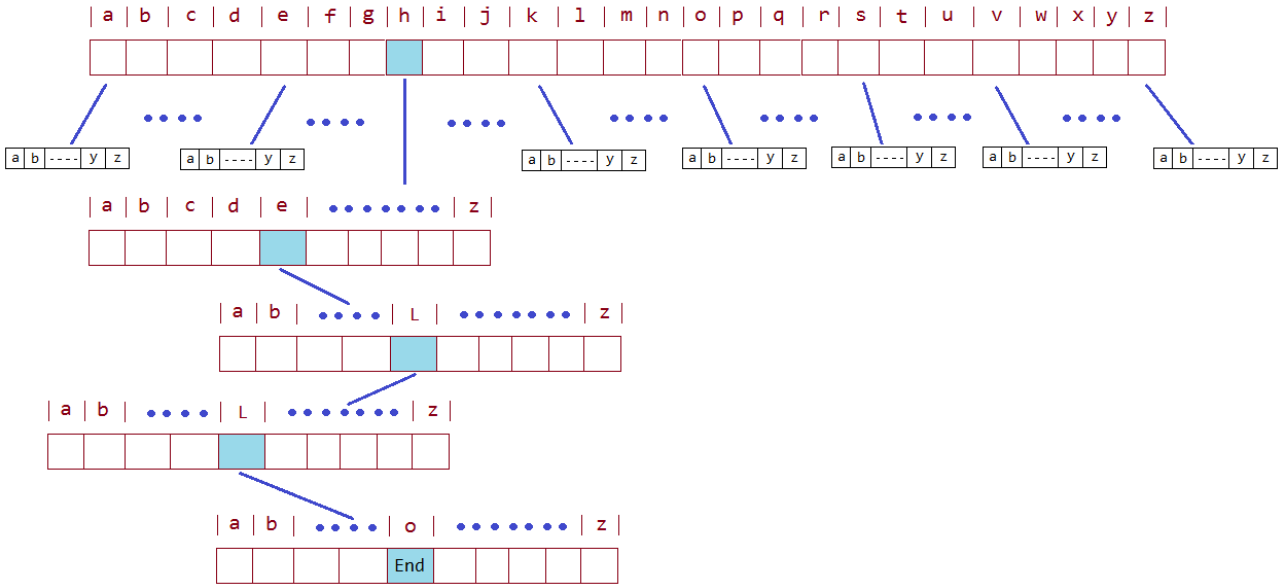 | a | b | c | d | e | f | g | h | i | j | k | l | m | n | o | p | q | r | s | t | u | v | w | x | y | z |
a b ---- y z a b ---- y z a b ---- y z a b ---- y z a b ---- y z a b ---- y z a b ---- y z
| a | b | c | d | e | ....... | z |
| a | b | .... | L | ....... | z |
| a | b | .... | L | ....... | z |
| a | b | .... | o | ....... | z |
End